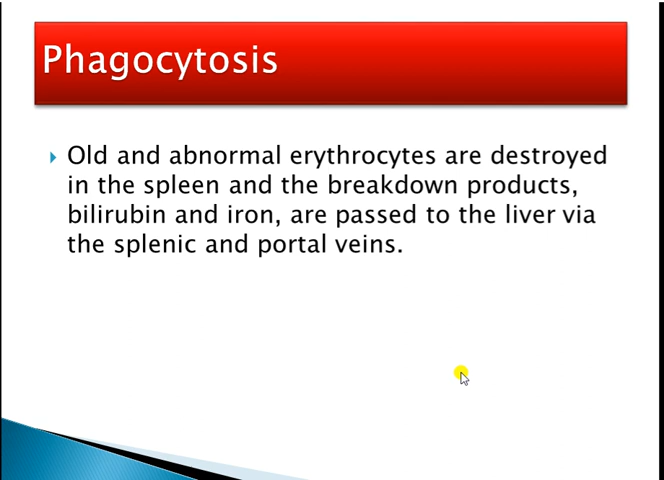 Phagocytosis
Old and abnormal erythrocytes are destroyed
in the spleen and the breakdown products,
bilirubin and iron, are passed to the liver via
the splenic and portal veins.